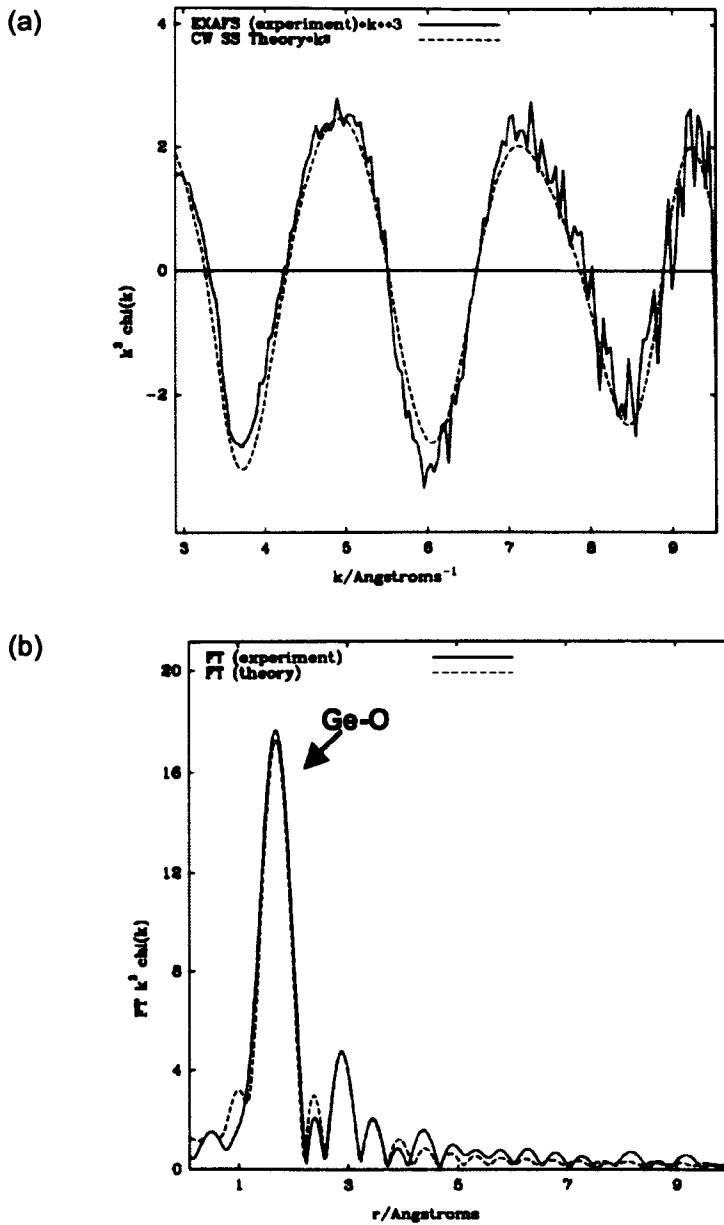 (a)
EXAFS (experiment)*k**3
CW SS Theory*k³
4
2
0
-2
k³ chi(k)
3 4 5 6 7 8 9
k/Angstroms⁻¹
(b)
FT (experiment)
FT (theory)
Ge-O
20
16
12
8
4
0
FT k³ chi(k)
1 3 5 7 9
r/Angstroms